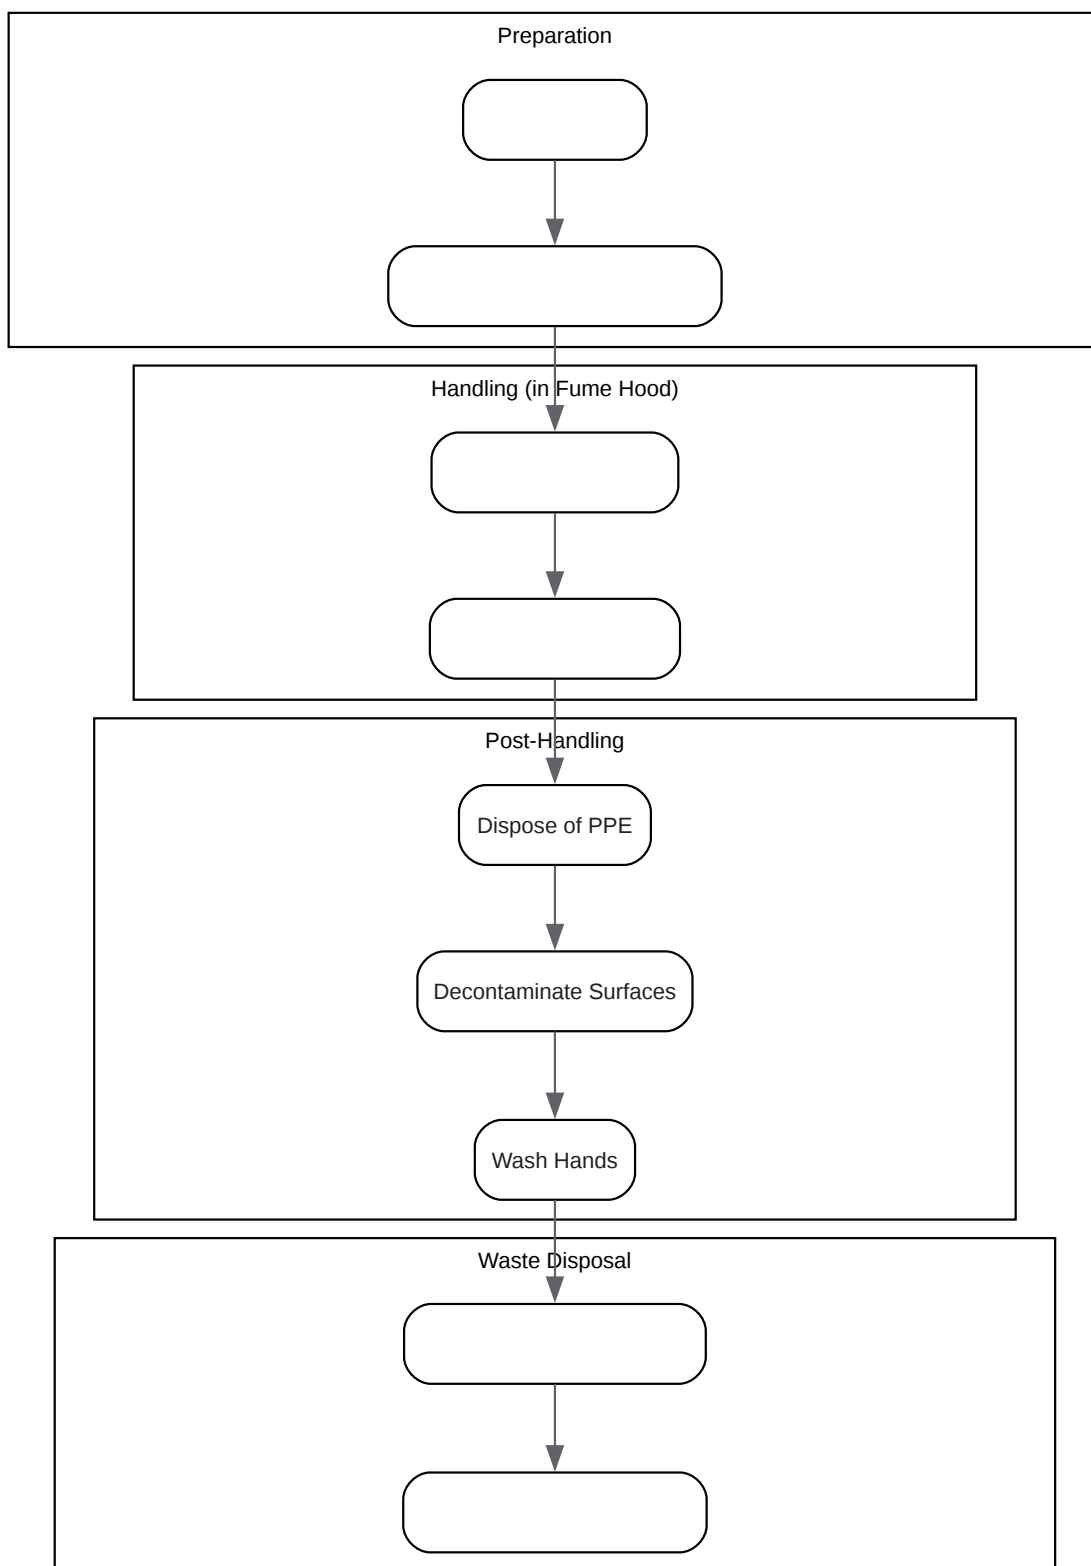 Preparation
Handling (in Fume Hood)
Post-Handling
Dispose of PPE
Decontaminate Surfaces
Wash Hands
Waste Disposal